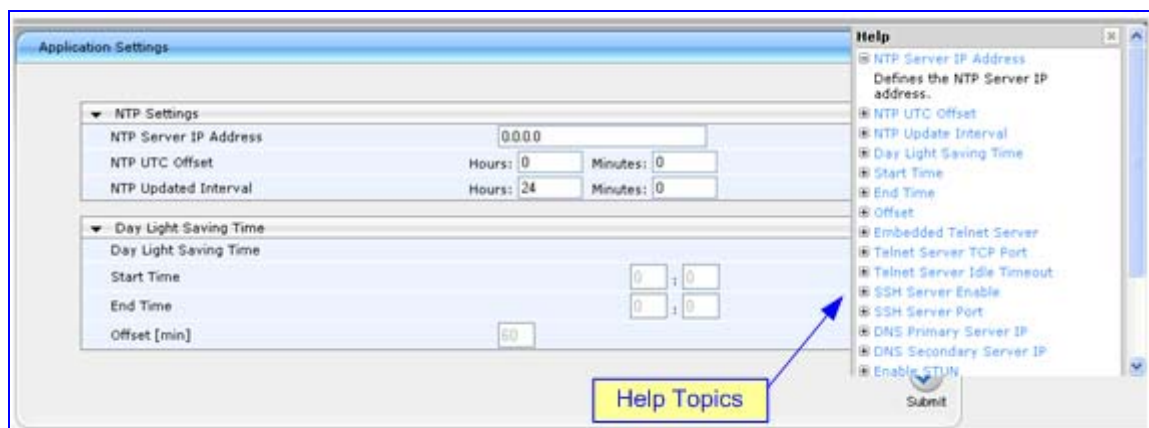 Application Settings
NTP Settings
NTP Server IP Address 0.0.0.0
NTP UTC Offset Hours: 0 Minutes: 0
NTP Updated Interval Hours: 24 Minutes: 0
Day Light Saving Time
Day Light Saving Time
Start Time 0 : 0
End Time 0 : 0
Offset [min] 60
Help
NTP Server IP Address
Defines the NTP Server IP
address.
NTP UTC Offset
NTP Update Interval
Day Light Saving Time
Start Time
End Time
Offset
Embedded Telnet Server
Telnet Server TCP Port
Telnet Server Idle Timeout
SSH Server Enable
SSH Server Port
DNS Primary Server IP
DNS Secondary Server IP
Enable STUN
Help Topics
Submit